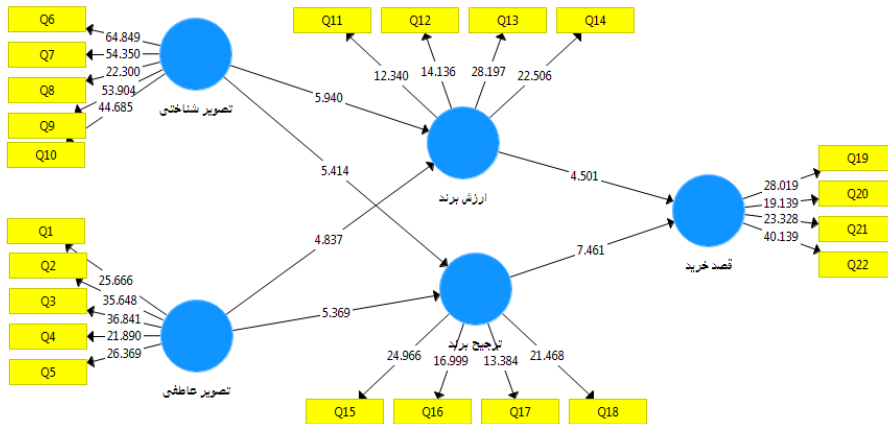 Q6
Q7
Q8
Q9
Q10
64.849
54.350
22.300
53.904
44.685
تصویر شناختی
Q11
Q12
Q13
Q14
12.340
14.136
28.197
22.506
5.940
5.414
ارزش برند
4.501
4.837
Q1
Q2
Q3
Q4
Q5
25.666
35.648
36.841
21.890
26.369
تصویر عاطفی
5.369
ترجیح برند
7.461
24.966
16.999
13.384
21.468
Q15
Q16
Q17
Q18
قصد خرید
28.019
19.139
23.328
40.139
Q19
Q20
Q21
Q22